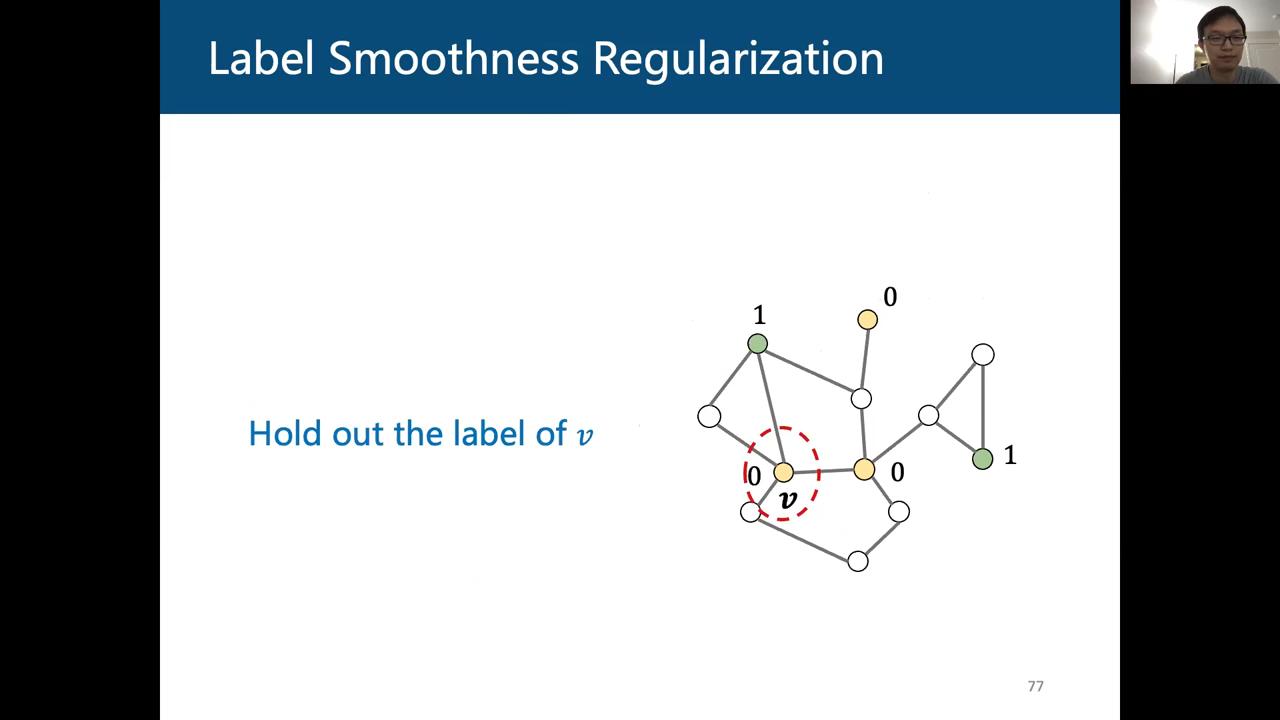 Label Smoothness Regularization
0
1
Hold out the label of v
0
0
1
v
77